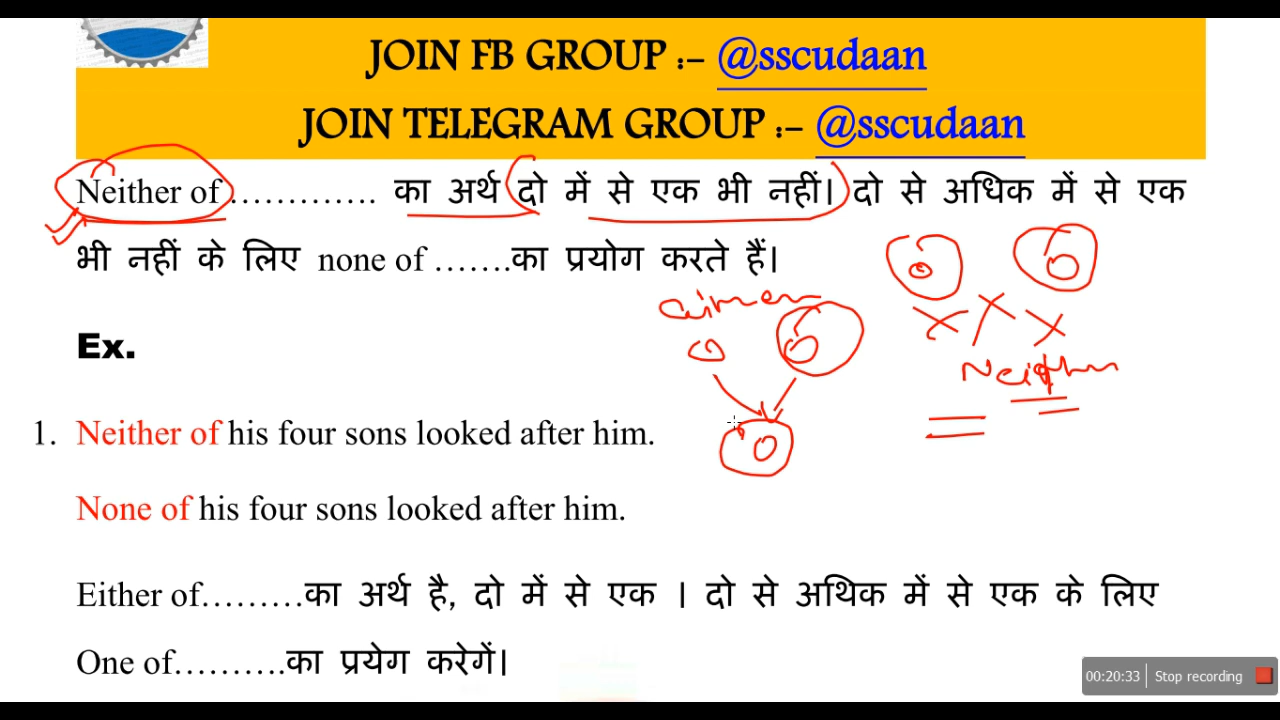 JOIN FB GROUP :- @sscudaan
JOIN TELEGRAM GROUP :- @sscudaan
Neither of …………. का अर्थ दो में से एक भी नहीं। दो से अधिक में से एक
भी नहीं के लिए none of …….का प्रयोग करते हैं।
Ex.
1. Neither of his four sons looked after him.
None of his four sons looked after him.
Either of………का अर्थ है, दो में से एक । दो से अथिक में से एक के लिए
One of……….का प्रयेग करेगें।
Neither
00:20:33 Stop recording